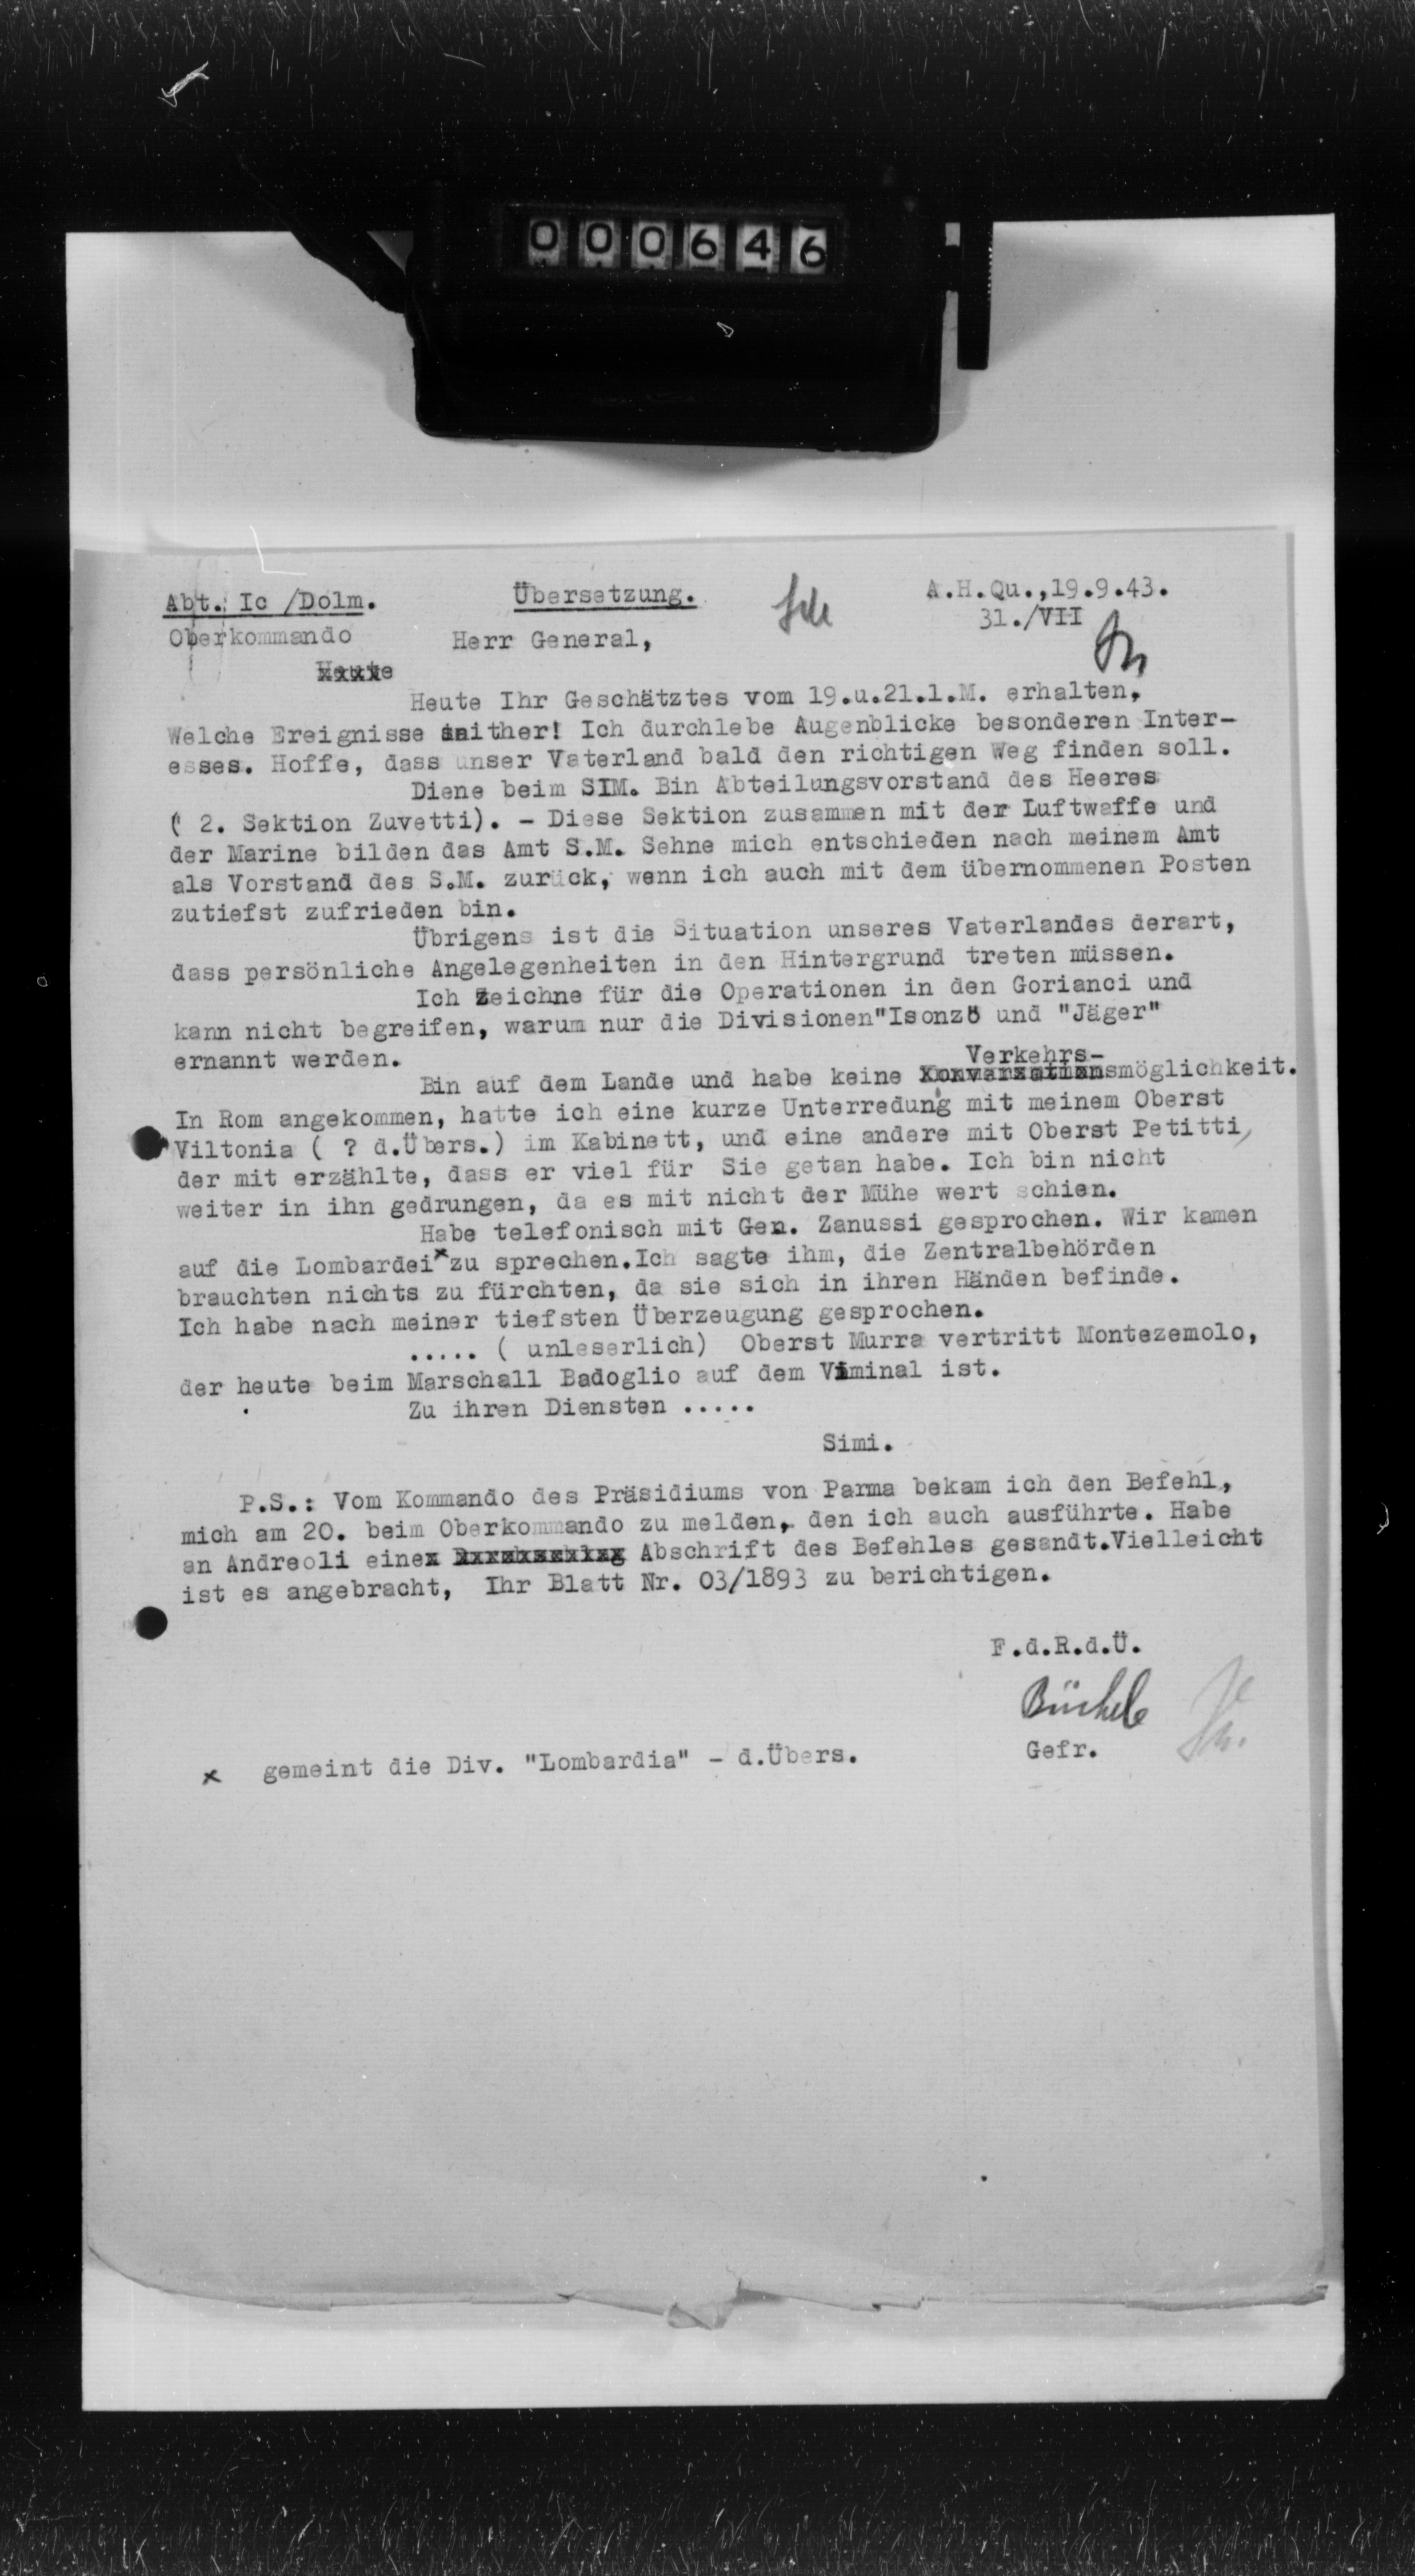 000646
Abt. Ic /Dolm. Übersetzung. A.H.Qu.,19.9.43.
31./VII
Oberkommando Herr General,
Heute
Heute Ihr Geschätztes vom 19.u.21.l.M. erhalten,
Welche Ereignisse seither! Ich durchlebe Augenblicke besonderen Inter-
esses. Hoffe, dass unser Vaterland bald den richtigen Weg finden soll.
Diene beim SIM. Bin Abteilungsvorstand des Heeres
( 2. Sektion Zuvetti). - Diese Sektion zusammen mit der Luftwaffe und
der Marine bilden das Amt S.M. Sehne mich entschieden nach meinem Amt
als Vorstand des S.M. zurück, wenn ich auch mit dem übernommenen Posten
zutiefst zufrieden bin.
Übrigens ist die Situation unseres Vaterlandes derart,
dass persönliche Angelegenheiten in den Hintergrund treten müssen.
Ich zeichne für die Operationen in den Gorianci und
kann nicht begreifen, warum nur die Divisionen"Isonzo und "Jäger"
ernannt werden.
Verkehrs-
Bin auf dem Lande und habe keine Konversationsmöglichkeit.
In Rom angekommen, hatte ich eine kurze Unterredung mit meinem Oberst
Viltonia ( ? d.Übers.) im Kabinett, und eine andere mit Oberst Petitti,
der mit erzählte, dass er viel für Sie getan habe. Ich bin nicht
weiter in ihn gedrungen, da es mit nicht der Mühe wert schien.
Habe telefonisch mit Gen. Zanussi gesprochen. Wir kamen
auf die Lombardei x zu sprechen.Ich sagte ihm, die Zentralbehörden
brauchten nichts zu fürchten, da sie sich in ihren Händen befinde.
Ich habe nach meiner tiefsten Überzeugung gesprochen.
..... ( unleserlich) Oberst Murra vertritt Montezemolo,
der heute beim Marschall Badoglio auf dem Viminal ist.
Zu ihren Diensten .....
Simi.
P.S.: Vom Kommando des Präsidiums von Parma bekam ich den Befehl,
mich am 20. beim Oberkommando zu melden, den ich auch ausführte. Habe
an Andreoli eine Abschrift des Befehles gesandt.Vielleicht
ist es angebracht, Ihr Blatt Nr. 03/1893 zu berichtigen.
F.d.R.d.Ü.
Büchele
Gefr.
x gemeint die Div. "Lombardia" - d.Übers.